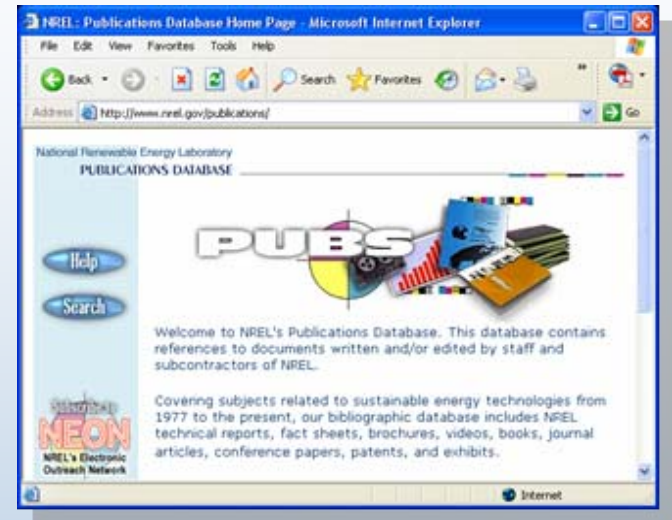 NREL: Publications Database Home Page - Microsoft Internet Explorer
File Edit View Favorites Tools Help
Back Search Favorites
Address http://www.nrel.gov/publications/ Go
National Renewable Energy Laboratory
PUBLICATIONS DATABASE
PUBS
Help
Search
Welcome to NREL's Publications Database. This database contains
references to documents written and/or edited by staff and
subcontractors of NREL.
Covering subjects related to sustainable energy technologies from
1977 to the present, our bibliographic database includes NREL
technical reports, fact sheets, brochures, videos, books, journal
articles, conference papers, patents, and exhibits.
Subscribe to
NEON
NREL's Electronic
Outreach Network
Internet